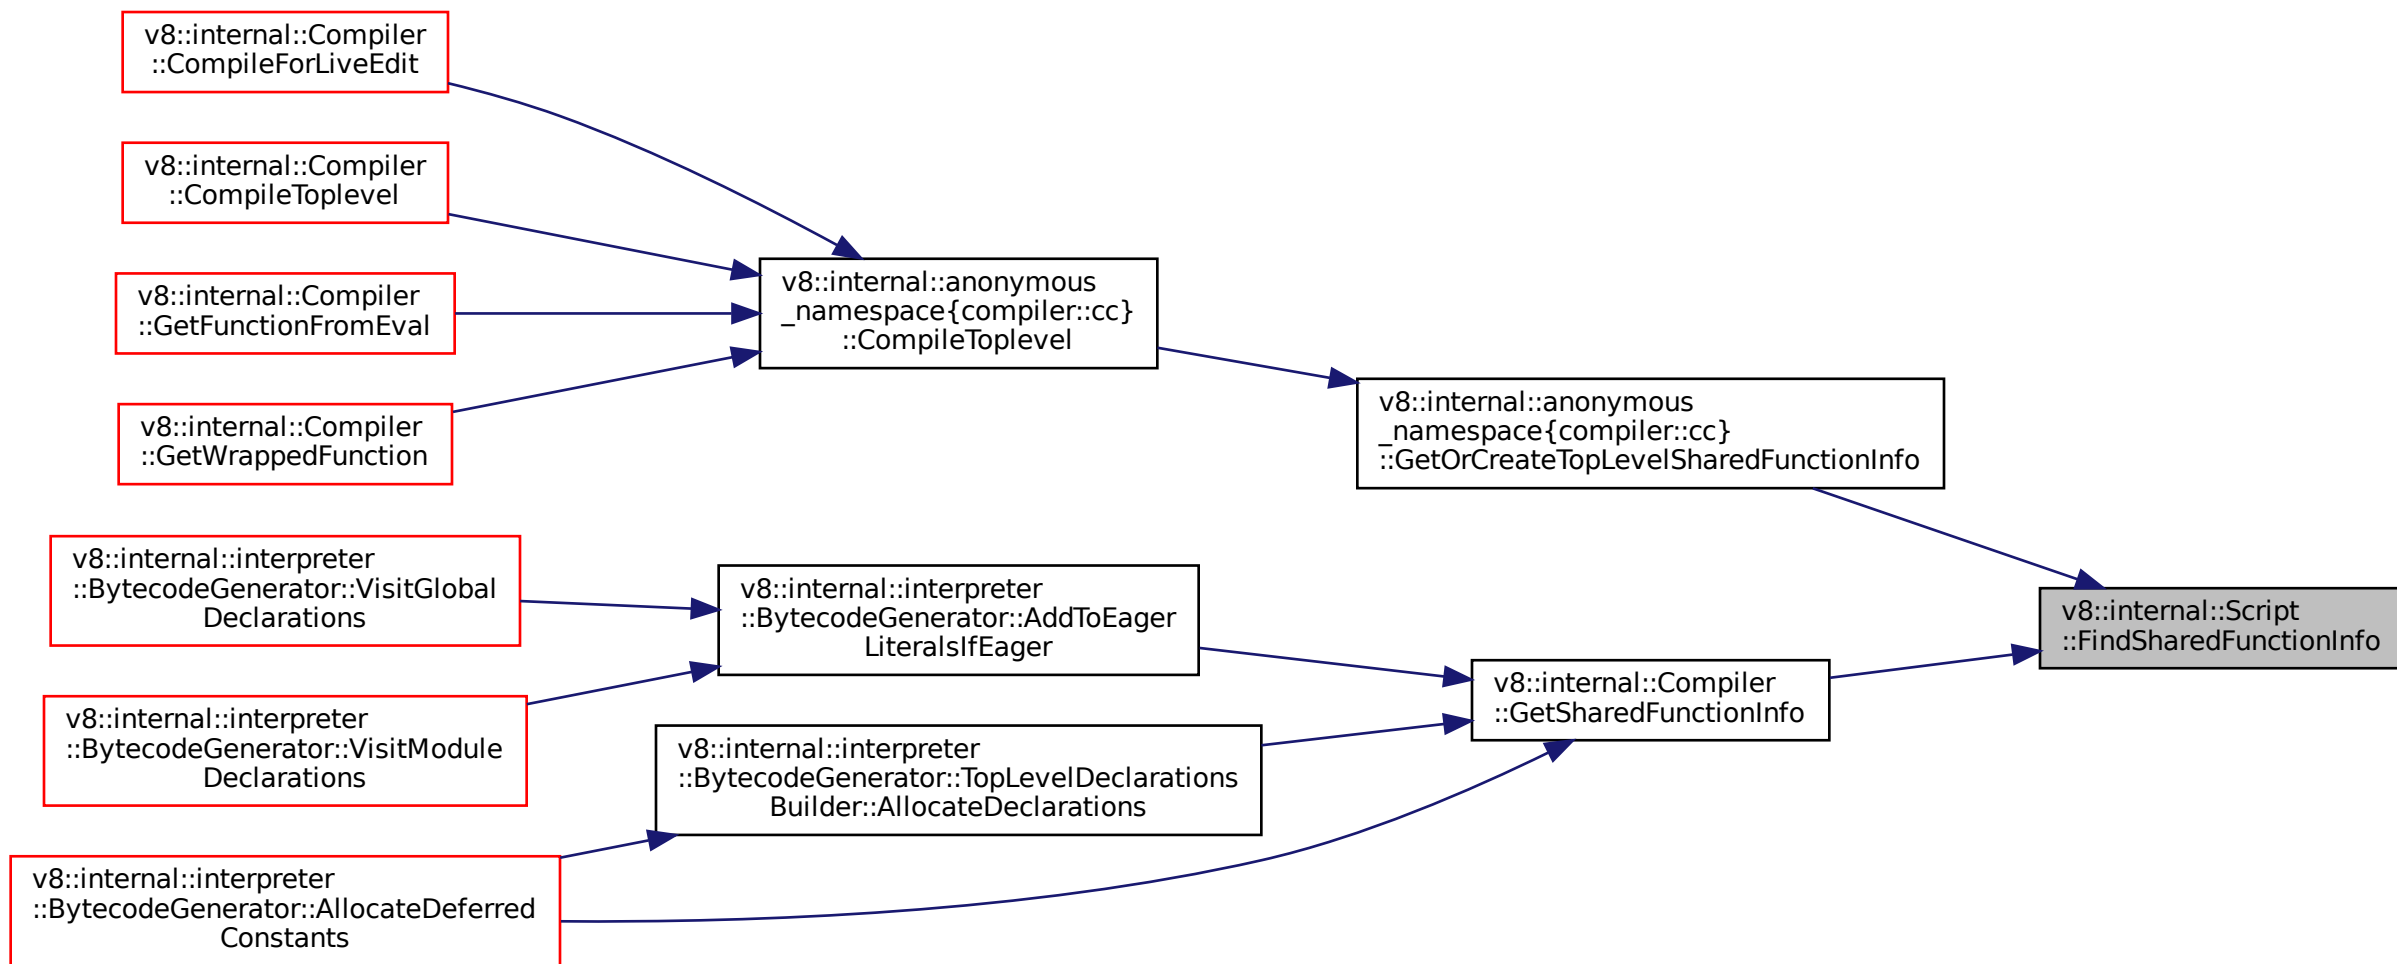 v8::internal::Compiler
::CompileForLiveEdit
v8::internal::Compiler
::CompileToplevel
v8::internal::Compiler
::GetFunctionFromEval
v8::internal::Compiler
::GetWrappedFunction
v8::internal::interpreter
::BytecodeGenerator::VisitGlobal
Declarations
v8::internal::interpreter
::BytecodeGenerator::VisitModule
Declarations
v8::internal::interpreter
::BytecodeGenerator::AllocateDeferred
Constants
v8::internal::anonymous
_namespace{compiler::cc}
::CompileToplevel
v8::internal::interpreter
::BytecodeGenerator::AddToEager
LiteralsIfEager
v8::internal::interpreter
::BytecodeGenerator::TopLevelDeclarations
Builder::AllocateDeclarations
v8::internal::anonymous
_namespace{compiler::cc}
::GetOrCreateTopLevelSharedFunctionInfo
v8::internal::Compiler
::GetSharedFunctionInfo
v8::internal::Script
::FindSharedFunctionInfo